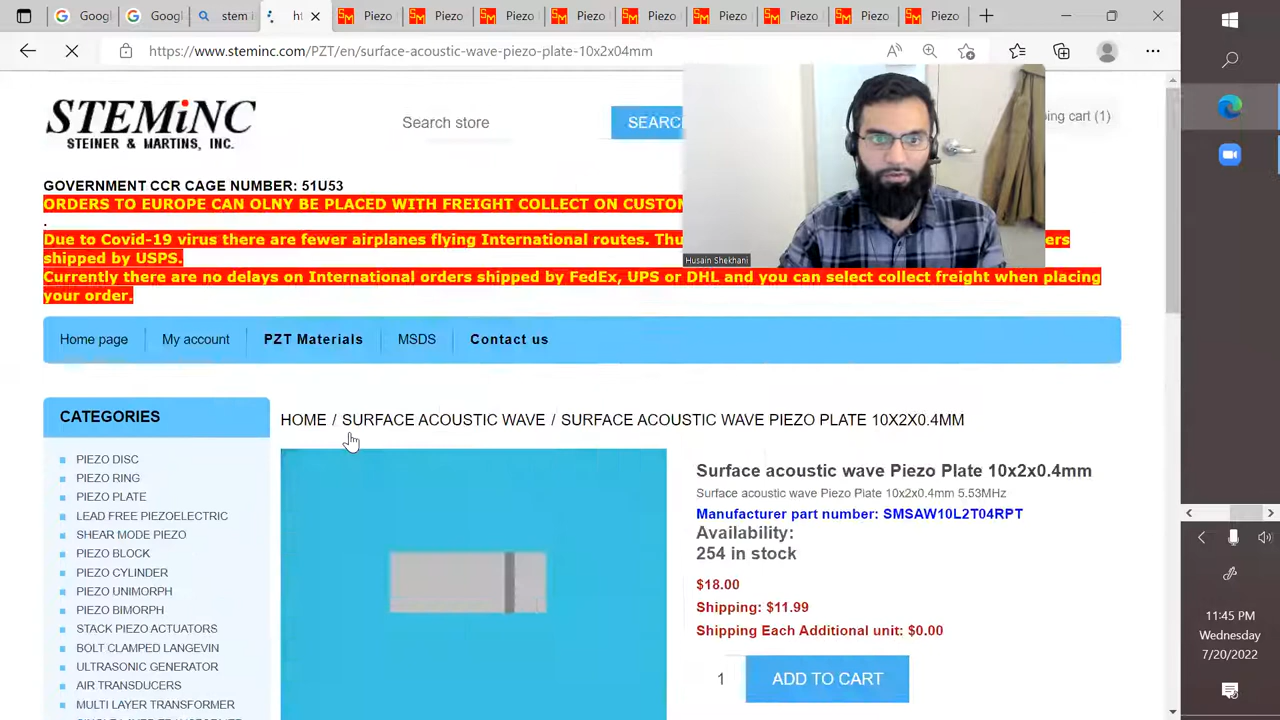 Googl
Googl
stem i
ht
Piezo
Piezo
Piezo
Piezo
Piezo
Piezo
Piezo
Piezo
Piezo
https://www.steminc.com/PZT/en/surface-acoustic-wave-piezo-plate-10x2x04mm
STEMiNC
STEINER & MARTINS, INC.
Search store
SEARC
ping cart (1)
GOVERNMENT CCR CAGE NUMBER: 51U53
ORDERS TO EUROPE CAN OLNY BE PLACED WITH FREIGHT COLLECT ON CUSTOM
.
Due to Covid-19 virus there are fewer airplanes flying International routes. Thu ers
shipped by USPS.
Currently there are no delays on International orders shipped by FedEx, UPS or DHL and you can select collect freight when placing
your order.
Husain Shekhani
Home page
My account
PZT Materials
MSDS
Contact us
CATEGORIES
PIEZO DISC
PIEZO RING
PIEZO PLATE
LEAD FREE PIEZOELECTRIC
SHEAR MODE PIEZO
PIEZO BLOCK
PIEZO CYLINDER
PIEZO UNIMORPH
PIEZO BIMORPH
STACK PIEZO ACTUATORS
BOLT CLAMPED LANGEVIN
ULTRASONIC GENERATOR
AIR TRANSDUCERS
MULTI LAYER TRANSFORMER
HOME / SURFACE ACOUSTIC WAVE / SURFACE ACOUSTIC WAVE PIEZO PLATE 10X2X0.4MM
Surface acoustic wave Piezo Plate 10x2x0.4mm
Surface acoustic wave Piezo Plate 10x2x0.4mm 5.53MHz
Manufacturer part number: SMSAW10L2T04RPT
Availability:
254 in stock
$18.00
Shipping: $11.99
Shipping Each Additional unit: $0.00
1
ADD TO CART
11:45 PM
Wednesday
7/20/2022